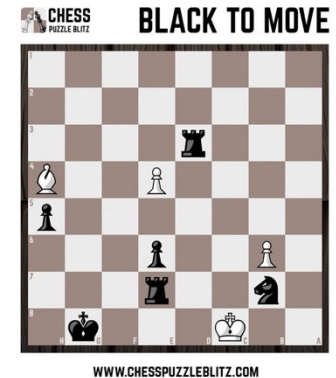 CHESS
PUZZLE BLITZ
BLACK TO MOVE
1
2
3
4
5
6
7
8
H G F E D C B A
WWW.CHESSPUZZLEBLITZ.COM